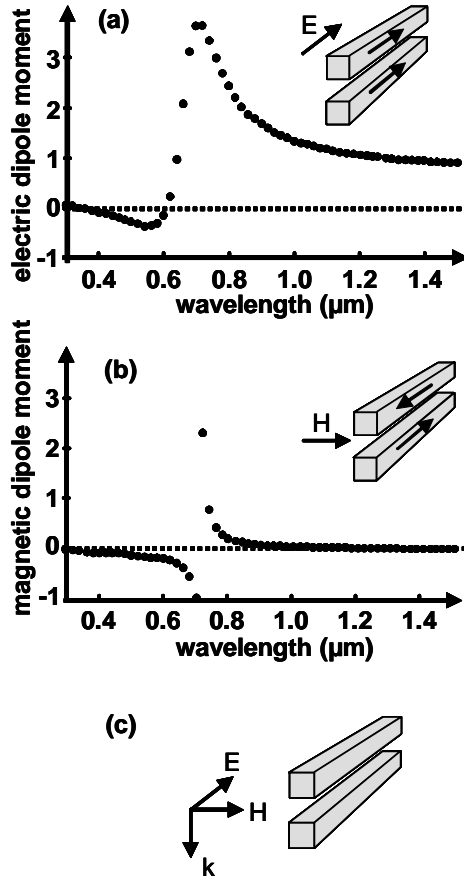 (a)
E
electric dipole moment
3
2
1
0
-1
0.4 0.6 0.8 1.0 1.2 1.4
wavelength (μm)
(b)
H
magnetic dipole moment
3
2
1
0
-1
0.4 0.6 0.8 1.0 1.2 1.4
wavelength (μm)
(c)
E
H
k